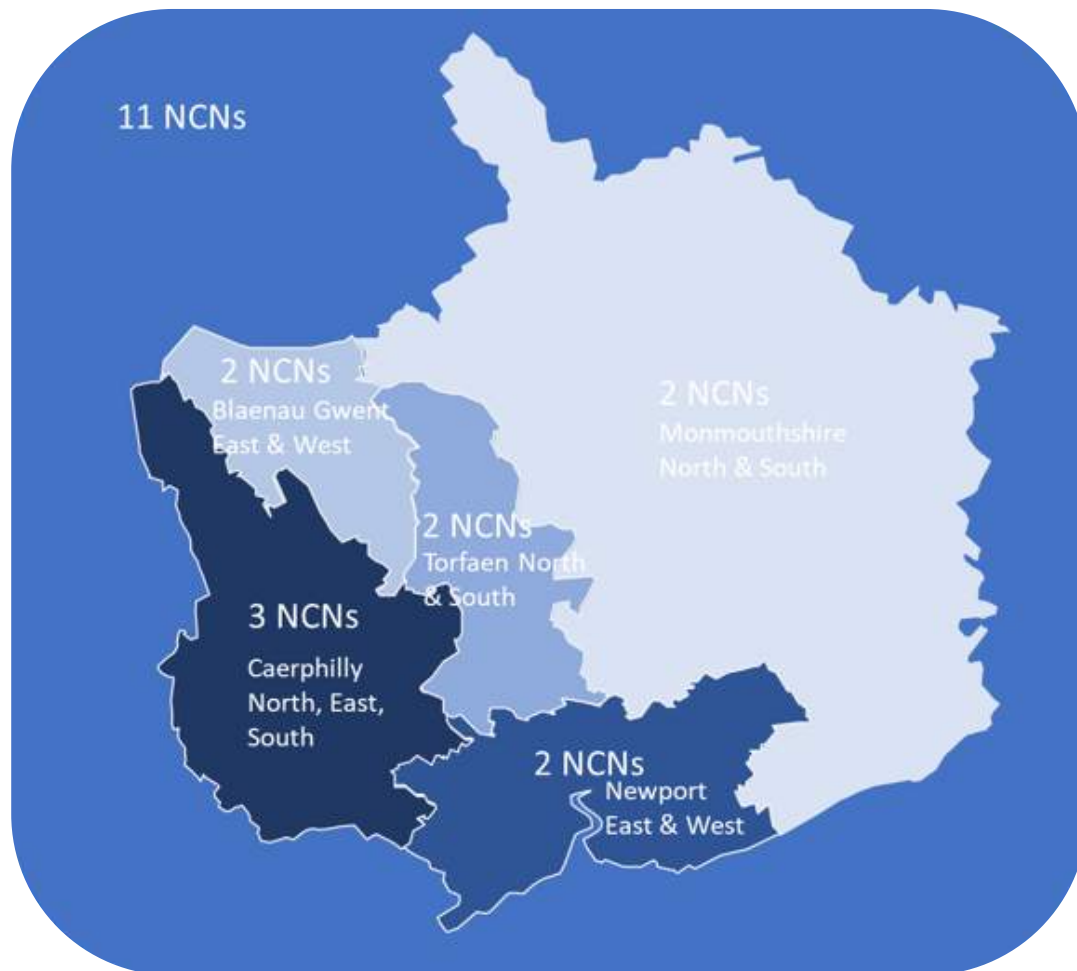 11 NCNs
2 NCNs
Blaenau Gwent
East & West
2 NCNs
Monmouthshire
North & South
2 NCNs
Torfaen North
& South
3 NCNs
Caerphilly
North, East,
South
2 NCNs
Newport
East & West